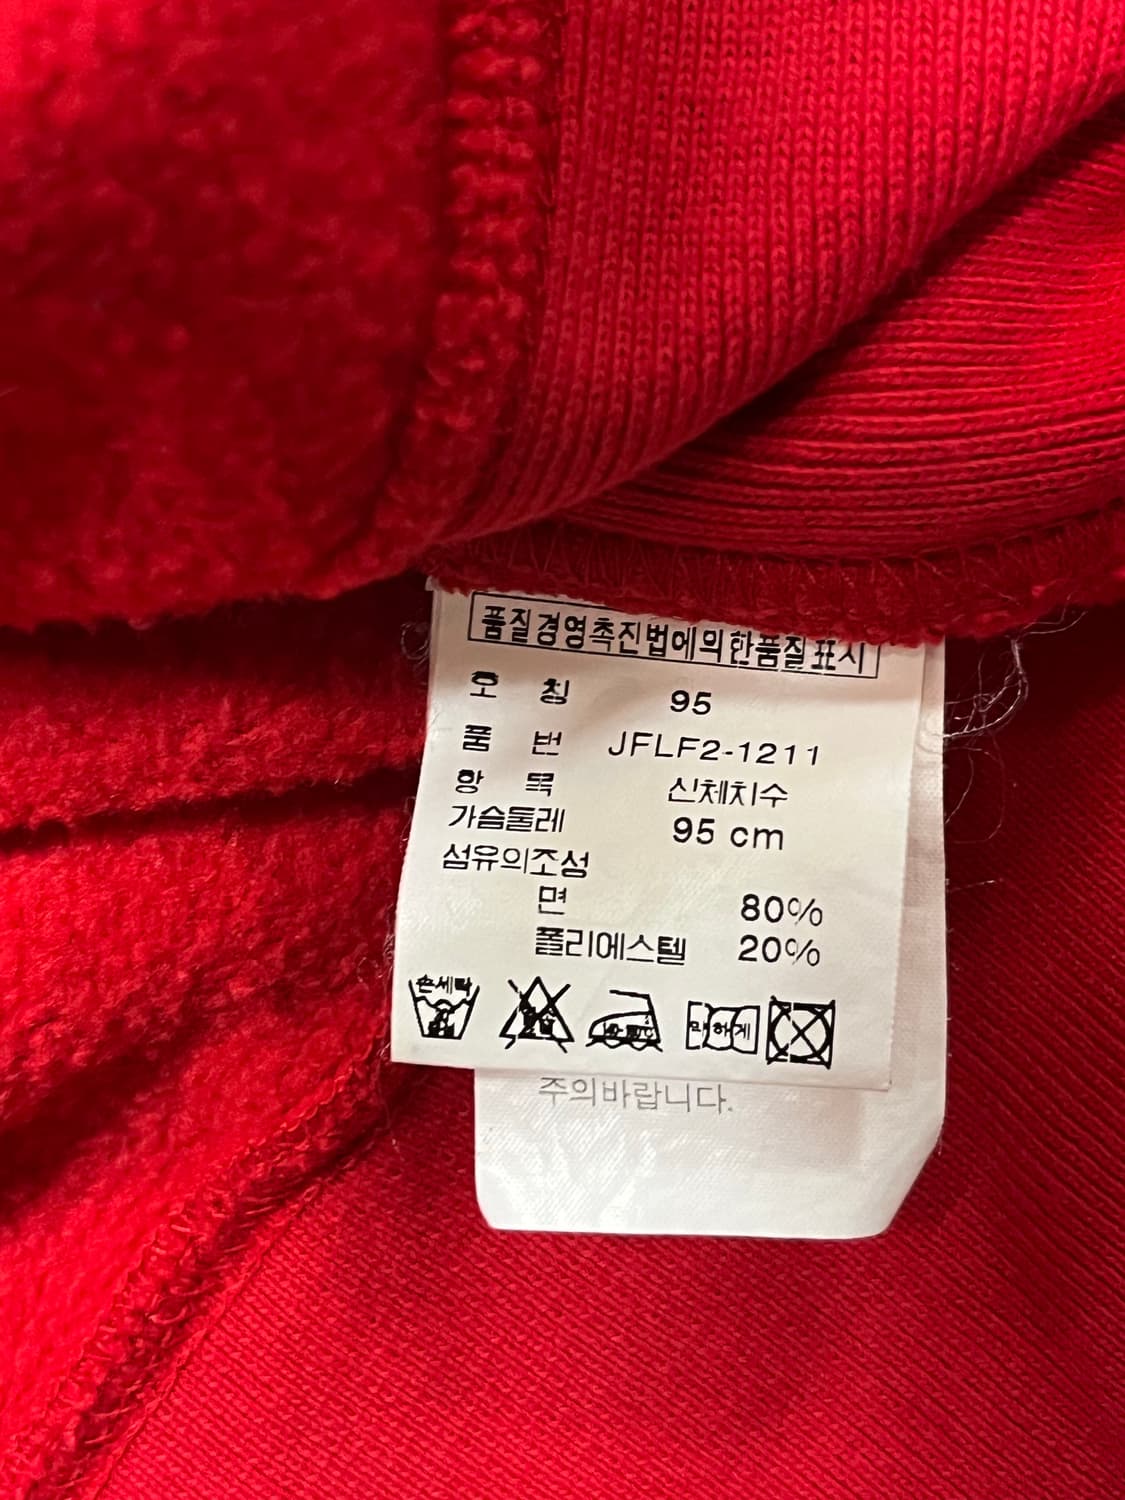 품질경영촉진법에의한품질표시
호 칭 95
품 번 JFLF2-1211
항 목 신체치수
가슴둘레 95 cm
섬유의조성
면 80%
폴리에스텔 20%
손세탁
약하게
주의바랍니다.